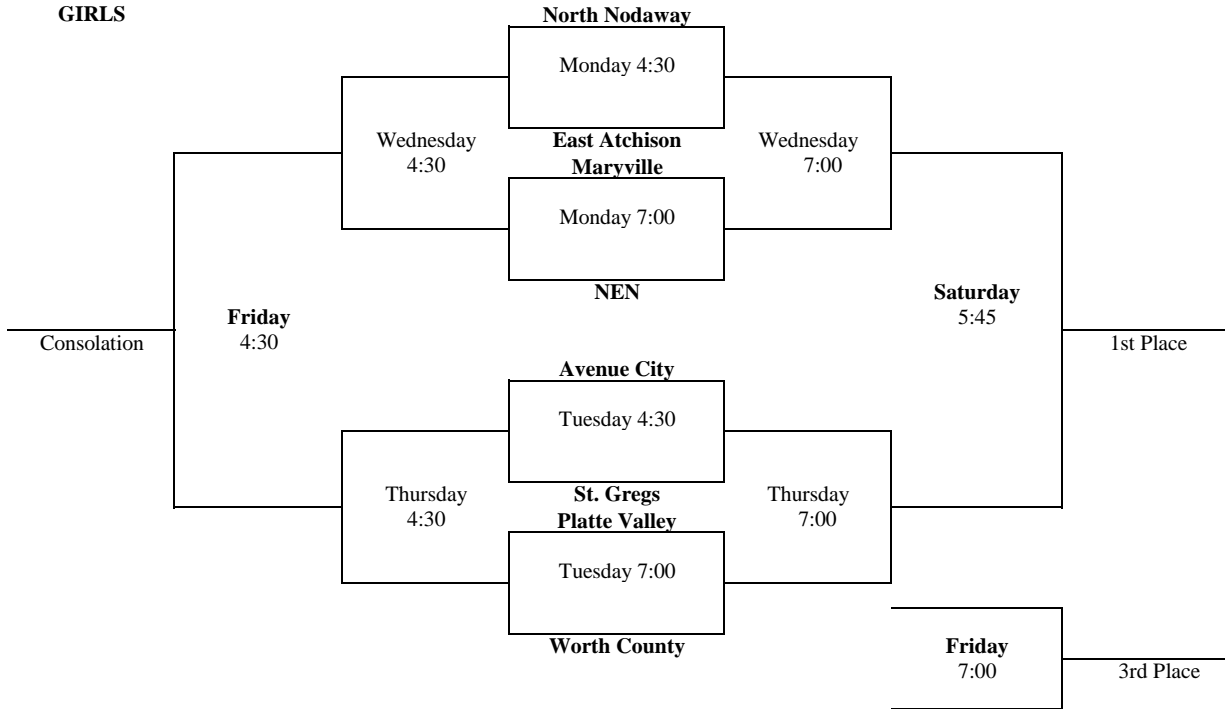 GIRLS
North Nodaway
Monday 4:30
Wednesday
4:30
East Atchison
Maryville
Wednesday
7:00
Monday 7:00
NEN
Friday
4:30
Saturday
5:45
Consolation
1st Place
Avenue City
Tuesday 4:30
Thursday
4:30
St. Gregs
Platte Valley
Thursday
7:00
Tuesday 7:00
Worth County
Friday
7:00
3rd Place